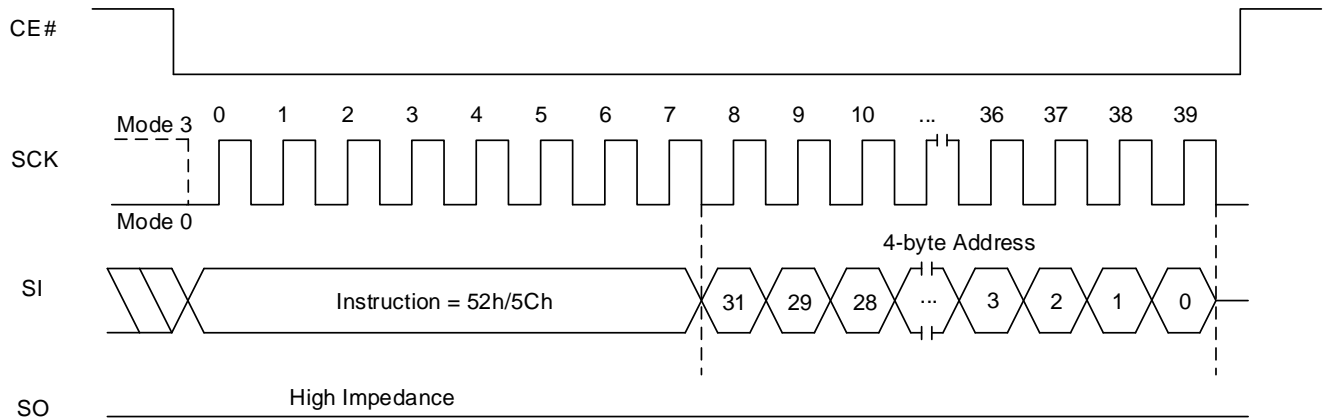 CE#
0 1 2 3 4 5 6 7 8 9 10 ... 36 37 38 39
Mode 3
SCK
Mode 0
4-byte Address
SI
Instruction = 52h/5Ch 31 29 28 ... 3 2 1 0
High Impedance
SO